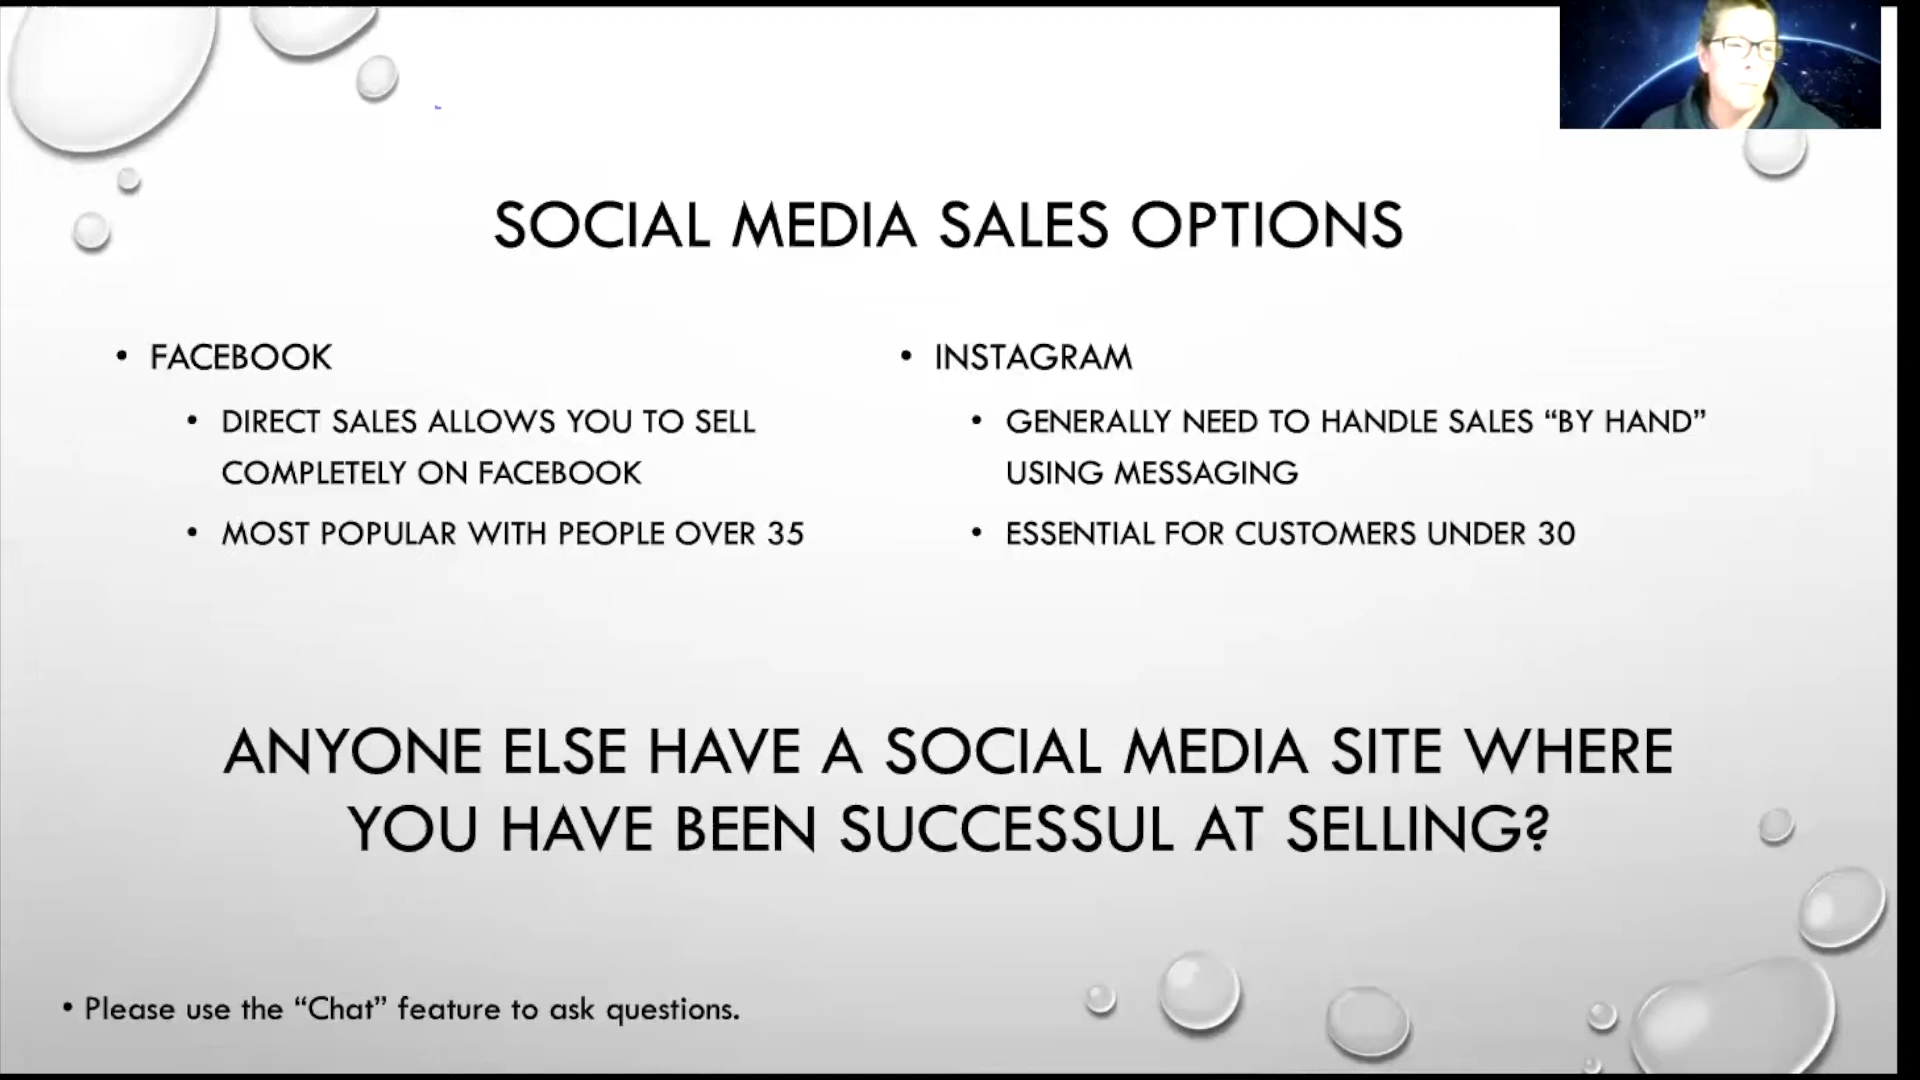 SOCIAL MEDIA SALES OPTIONS
• FACEBOOK
• DIRECT SALES ALLOWS YOU TO SELL
COMPLETELY ON FACEBOOK
• MOST POPULAR WITH PEOPLE OVER 35
• INSTAGRAM
• GENERALLY NEED TO HANDLE SALES “BY HAND”
USING MESSAGING
• ESSENTIAL FOR CUSTOMERS UNDER 30
ANYONE ELSE HAVE A SOCIAL MEDIA SITE WHERE
YOU HAVE BEEN SUCCESSUL AT SELLING?
• Please use the “Chat” feature to ask questions.